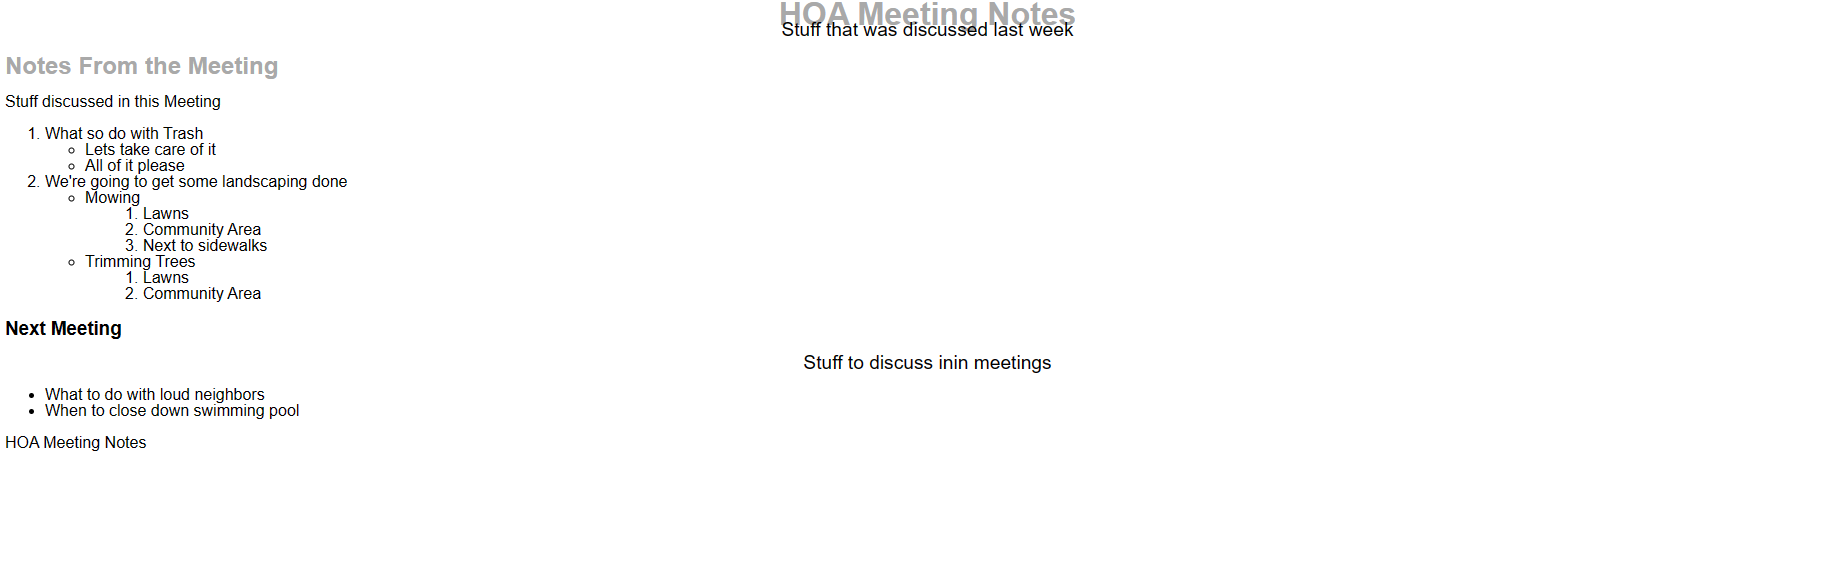 HOA Meeting Notes
Stuff that was discussed last week
Notes From the Meeting
Stuff discussed in this Meeting
1. What so do with Trash
Lets take care of it
All of it please
2. We're going to get some landscaping done
Mowing
1. Lawns
2. Community Area
3. Next to sidewalks
Trimming Trees
1. Lawns
2. Community Area
Next Meeting
Stuff to discuss inin meetings
What to do with loud neighbors
When to close down swimming pool
HOA Meeting Notes